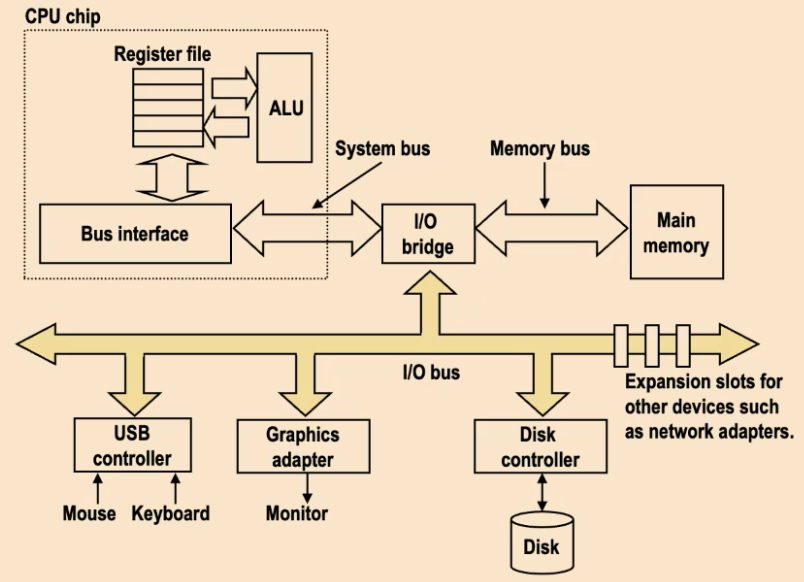 CPU chip
Register file
ALU
System bus
Memory bus
Bus interface
I/O
bridge
Main
memory
I/O bus
Expansion slots for
other devices such
as network adapters.
USB
controller
Graphics
adapter
Disk
controller
Mouse
Keyboard
Monitor
Disk